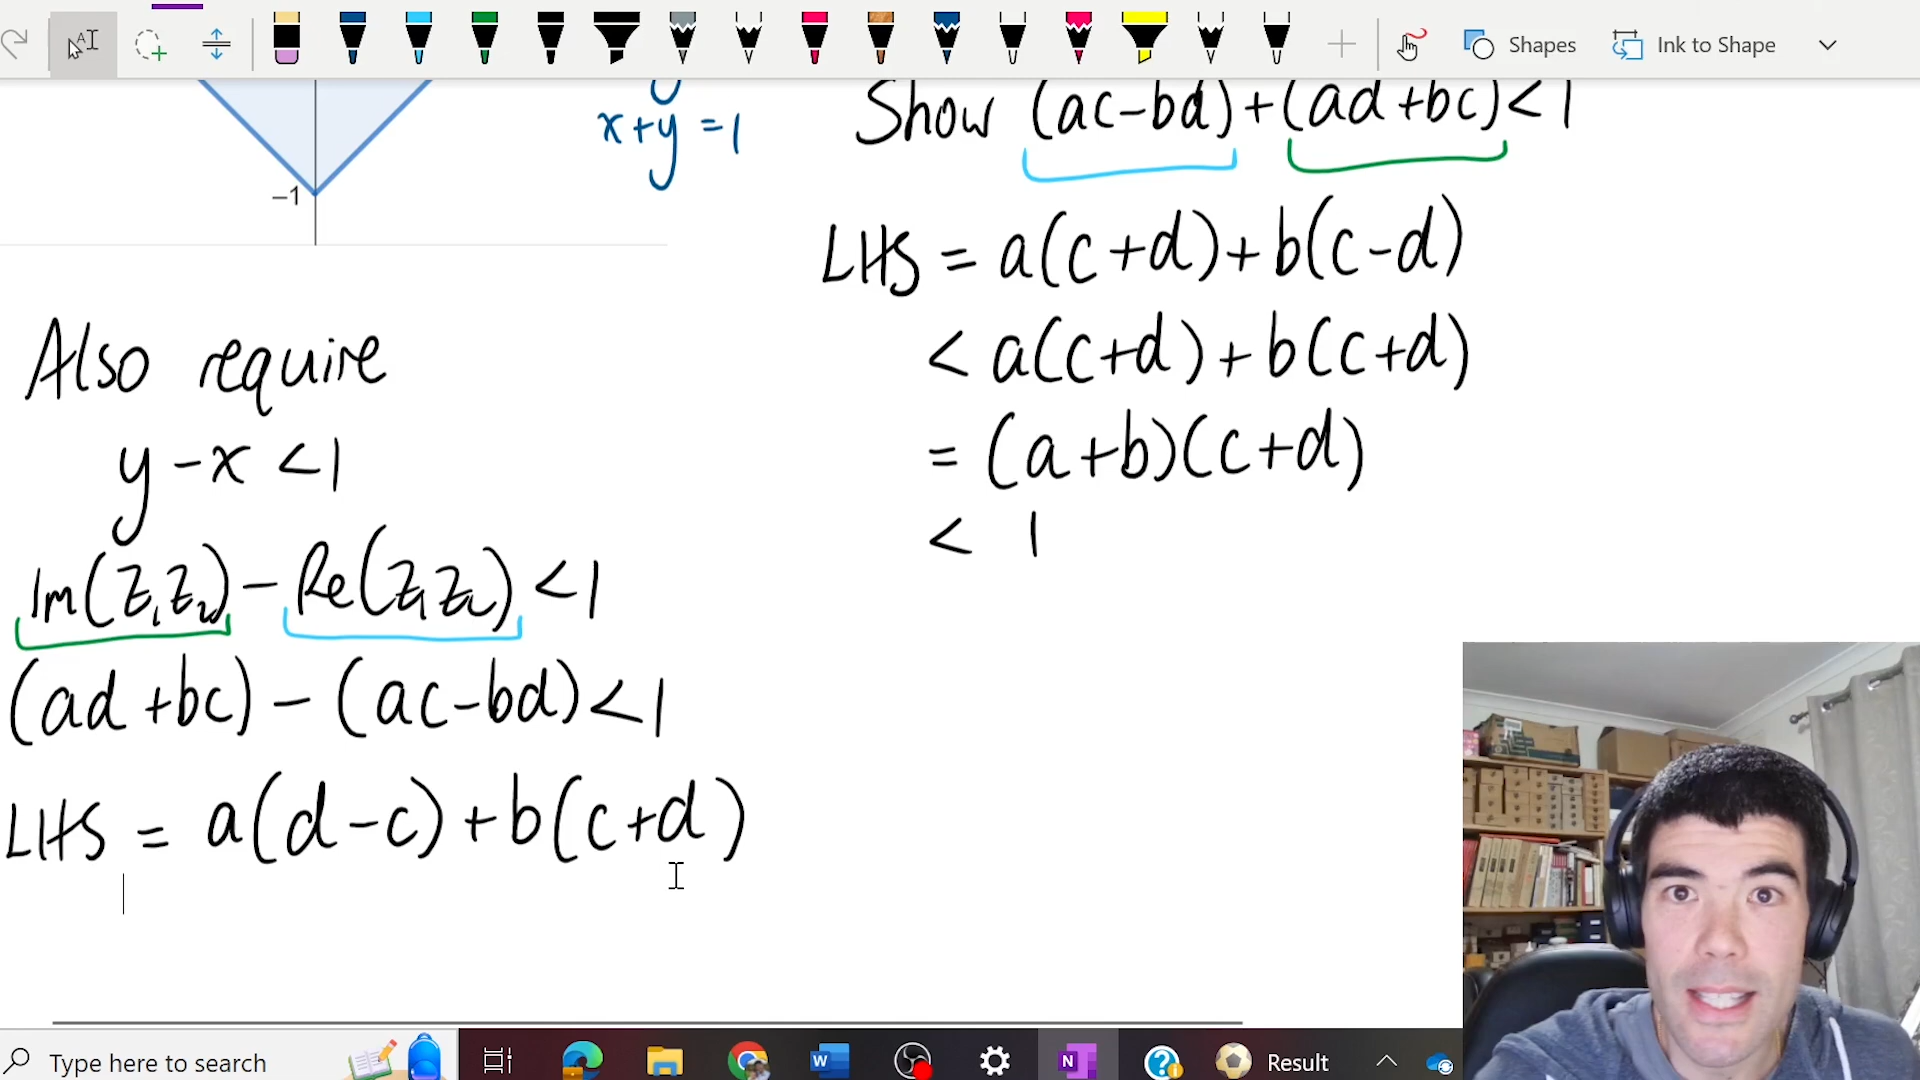 Shapes
Ink to Shape
-1
x+y=1
Show (ac-bd)+(ad+bc)<1
LHS = a(c+d)+b(c-d)
< a(c+d)+b(c+d)
= (a+b)(c+d)
< 1
Also require
y-x<1
Im(Z₁Z₂)-Re(Z₁Z₂)<1
(ad+bc)-(ac-bd)<1
LHS = a(d-c)+b(c+d)
Type here to search
Result